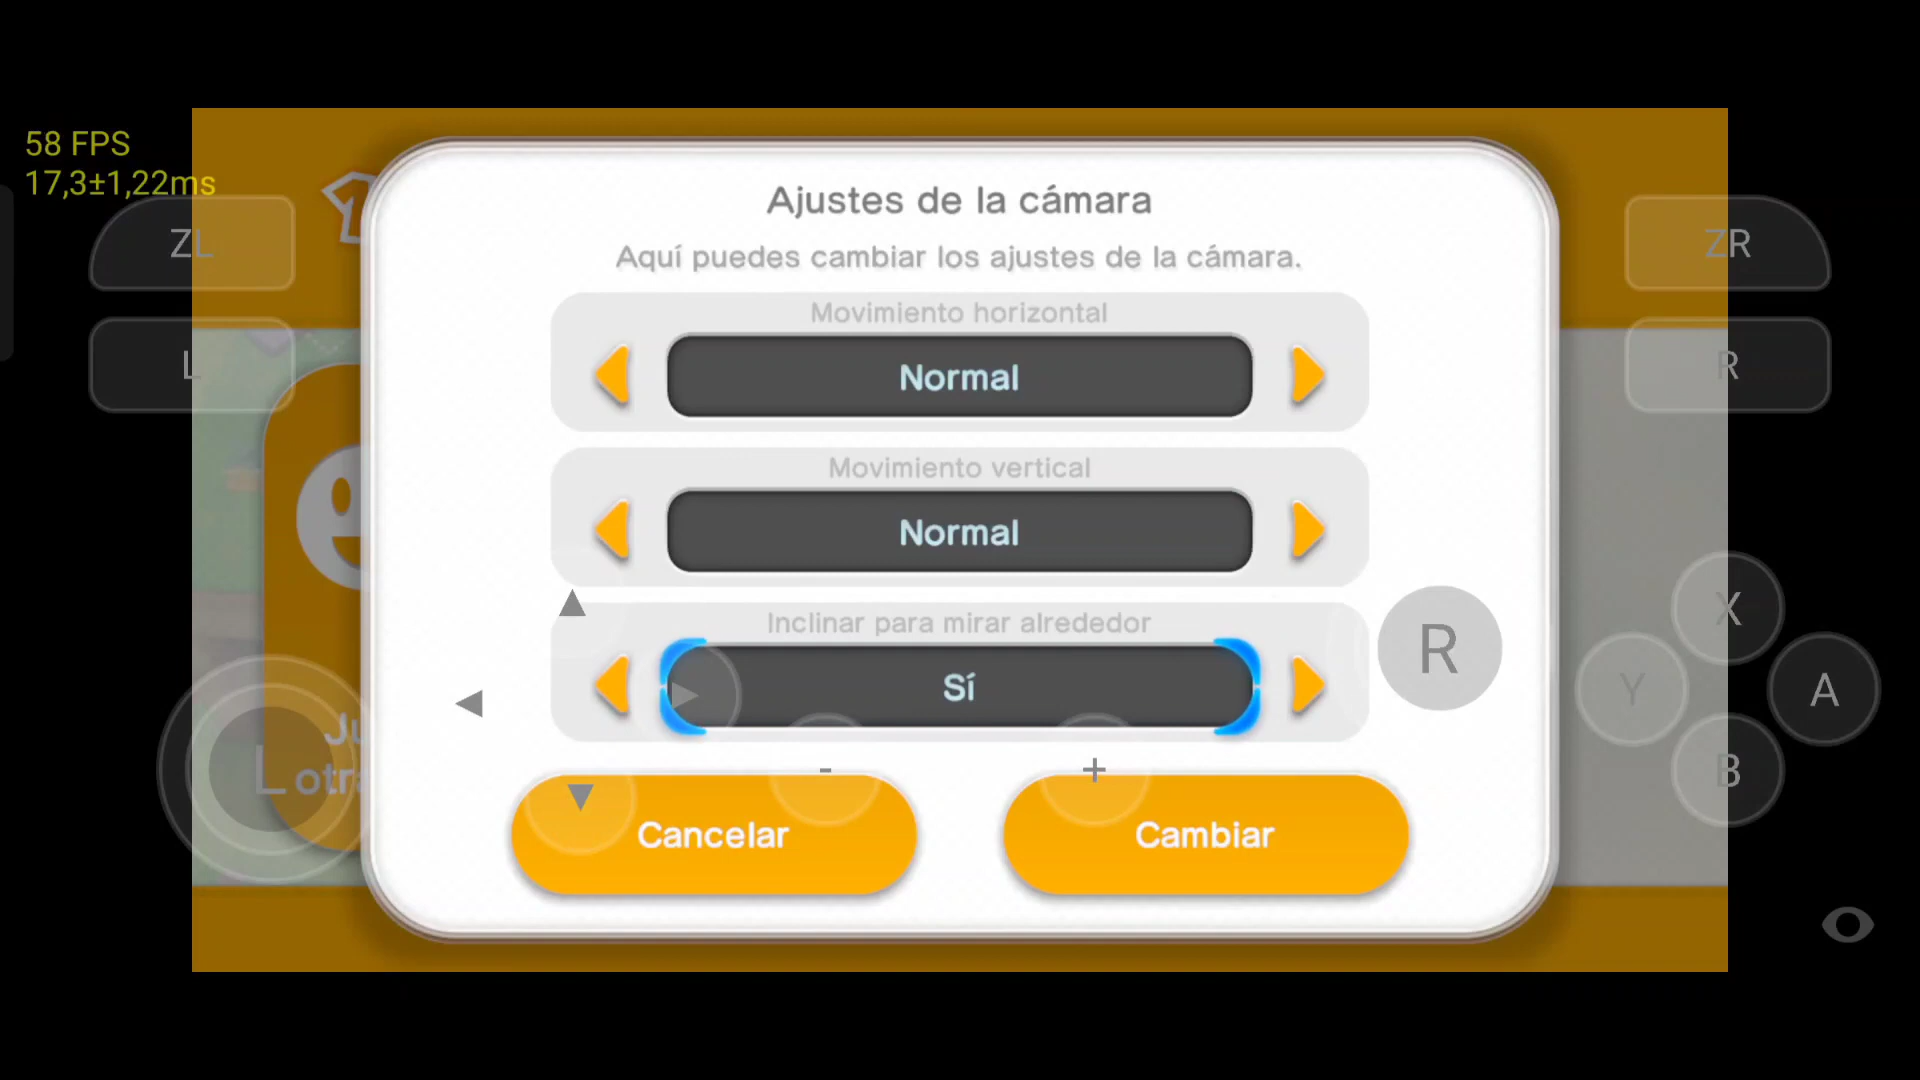 58 FPS
17,3±1,22ms
Ajustes de la cámara
Aquí puedes cambiar los ajustes de la cámara.
ZL
ZR
Movimiento horizontal
Normal
L
R
Movimiento vertical
Normal
Inclinar para mirar alrededor
Sí
R
X
Y
A
B
L
-
+
Cancelar
Cambiar